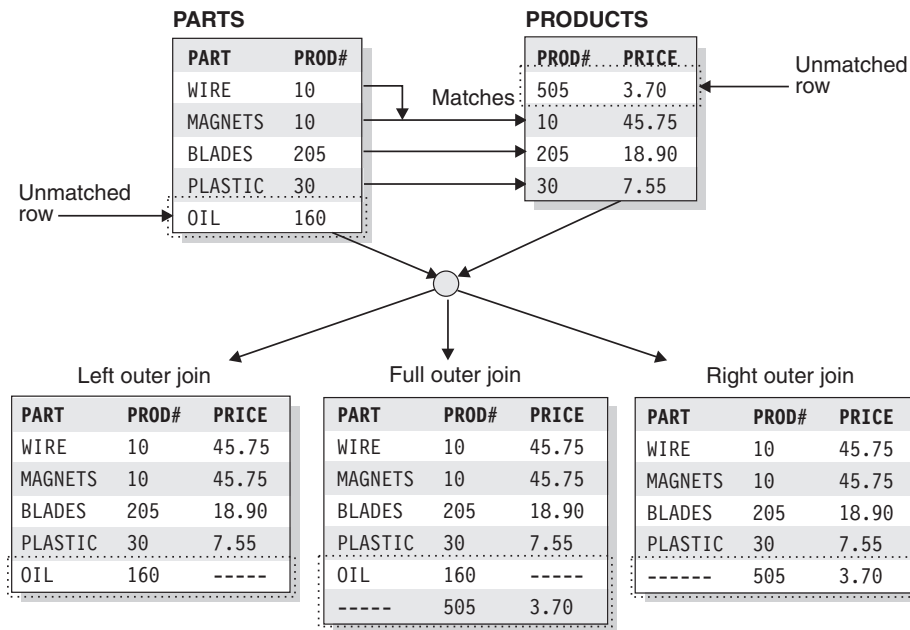 PARTS
PRODUCTS
PART PROD#
WIRE 10
MAGNETS 10
BLADES 205
PLASTIC 30
OIL 160
Matches
PROD# PRICE
505 3.70
10 45.75
205 18.90
30 7.55
Unmatched
row
Unmatched
row
Left outer join
PART PROD# PRICE
WIRE 10 45.75
MAGNETS 10 45.75
BLADES 205 18.90
PLASTIC 30 7.55
OIL 160 -----
Full outer join
PART PROD# PRICE
WIRE 10 45.75
MAGNETS 10 45.75
BLADES 205 18.90
PLASTIC 30 7.55
OIL 160 -----
----- 505 3.70
Right outer join
PART PROD# PRICE
WIRE 10 45.75
MAGNETS 10 45.75
BLADES 205 18.90
PLASTIC 30 7.55
------ 505 3.70